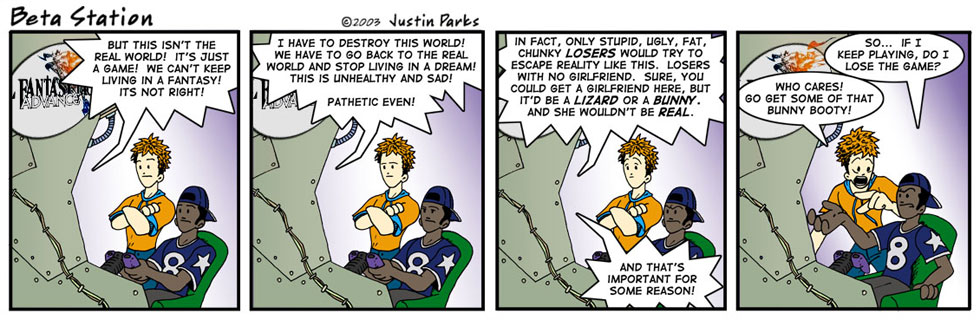 Beta Station
©2003 Justin Parks
BUT THIS ISN'T THE
REAL WORLD! IT'S JUST
A GAME! WE CAN'T KEEP
LIVING IN A FANTASY!
ITS NOT RIGHT!
FANTASY
ADVANCE
I HAVE TO DESTROY THIS WORLD!
WE HAVE TO GO BACK TO THE REAL
WORLD AND STOP LIVING IN A DREAM!
THIS IS UNHEALTHY AND SAD!
PATHETIC EVEN!
8
IN FACT, ONLY STUPID, UGLY, FAT,
CHUNKY LOSERS WOULD TRY TO
ESCAPE REALITY LIKE THIS. LOSERS
WITH NO GIRLFRIEND. SURE, YOU
COULD GET A GIRLFRIEND HERE, BUT
IT'D BE A LIZARD OR A BUNNY.
AND SHE WOULDN'T BE REAL.
AND THAT'S
IMPORTANT FOR
SOME REASON!
SO... IF I
KEEP PLAYING, DO I
LOSE THE GAME?
WHO CARES!
GO GET SOME OF THAT
BUNNY BOOTY!
8